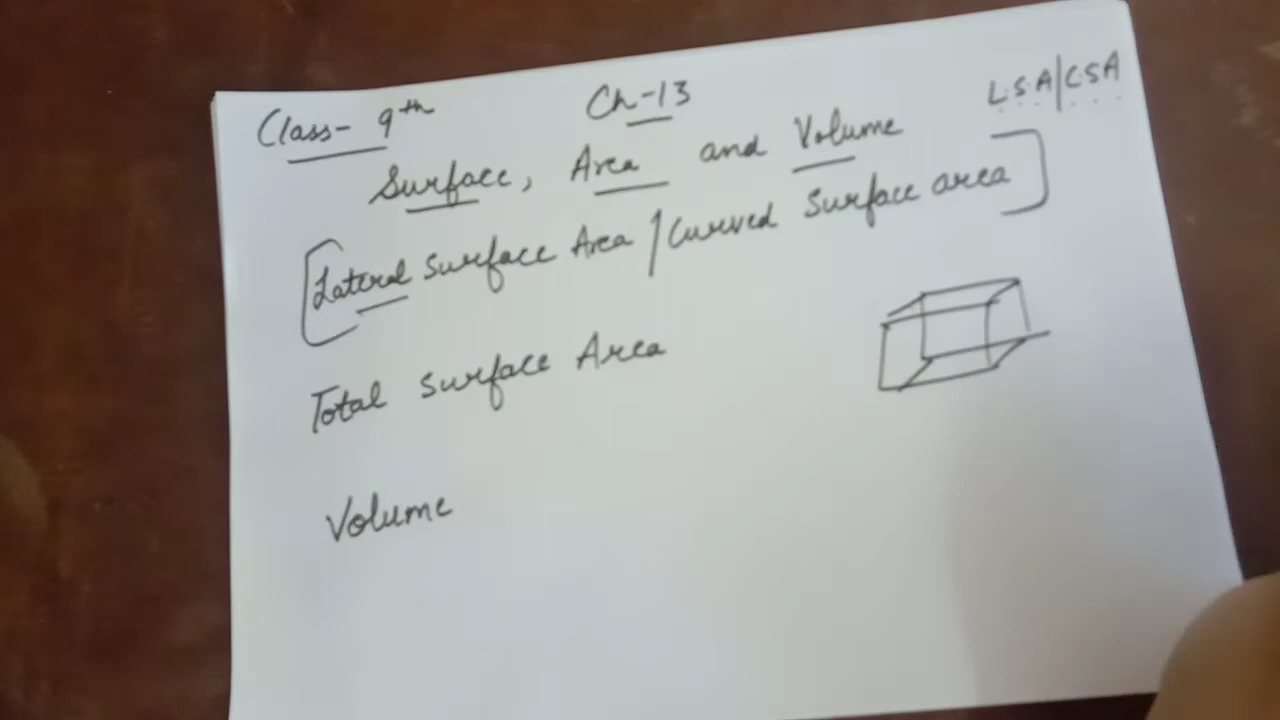 Class- 9th Ch-13 L.S.A/C.S.A
Surface, Area and Volume
[Lateral Surface Area / Curved Surface area]
Total Surface Area
Volume